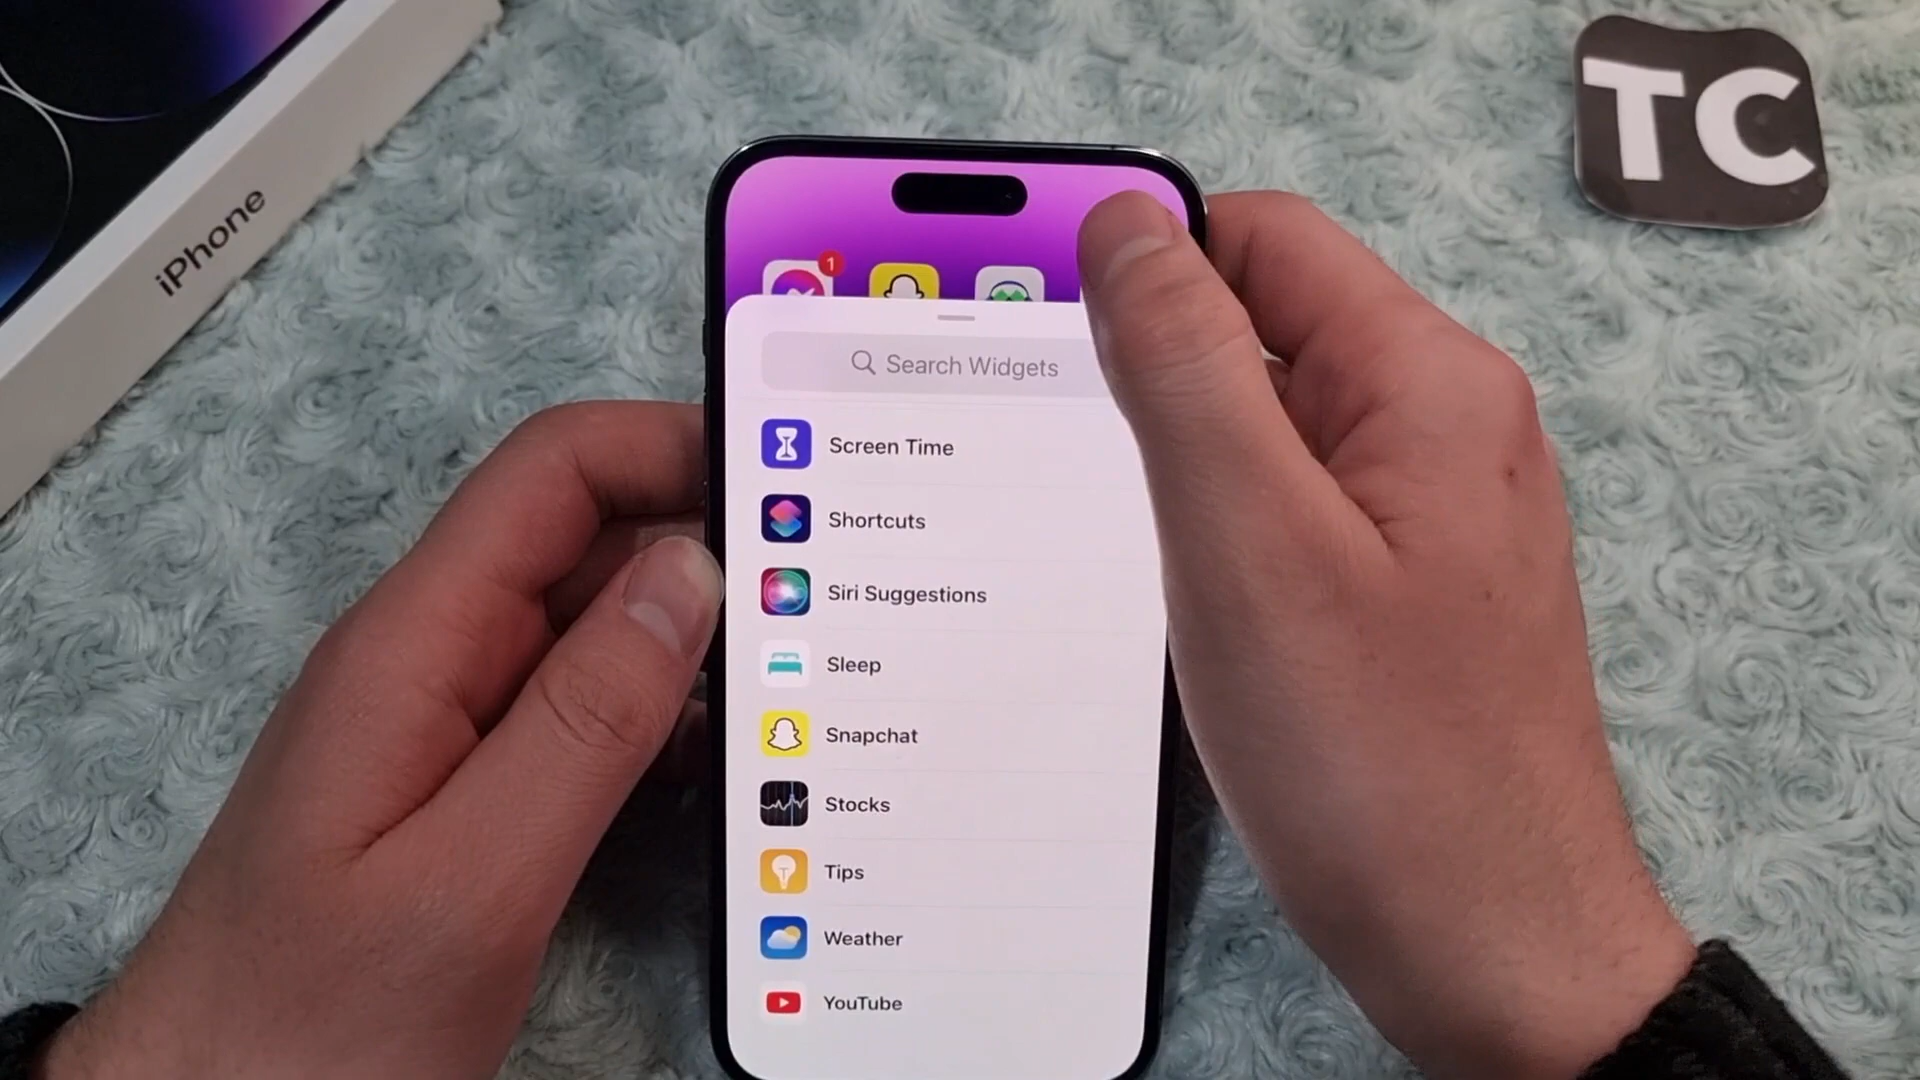 iPhone
TC
1
Search Widgets
Screen Time
Shortcuts
Siri Suggestions
Sleep
Snapchat
Stocks
Tips
Weather
YouTube